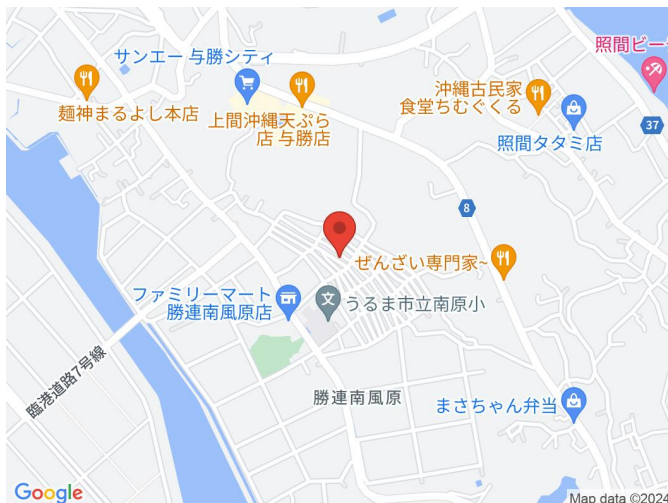 サンエー 与勝シティ
照間ビー
麺神まるよし本店
上間沖縄天ぷら
店 与勝店
沖縄古民家
食堂ちむぐくる
37
照間タタミ店
8
ぜんざい専門家~
ファミリーマート
勝連南風原店
文
うるま市立南原小
臨港道路7号線
勝連南風原
まさちゃん弁当
Google
Map data ©2024